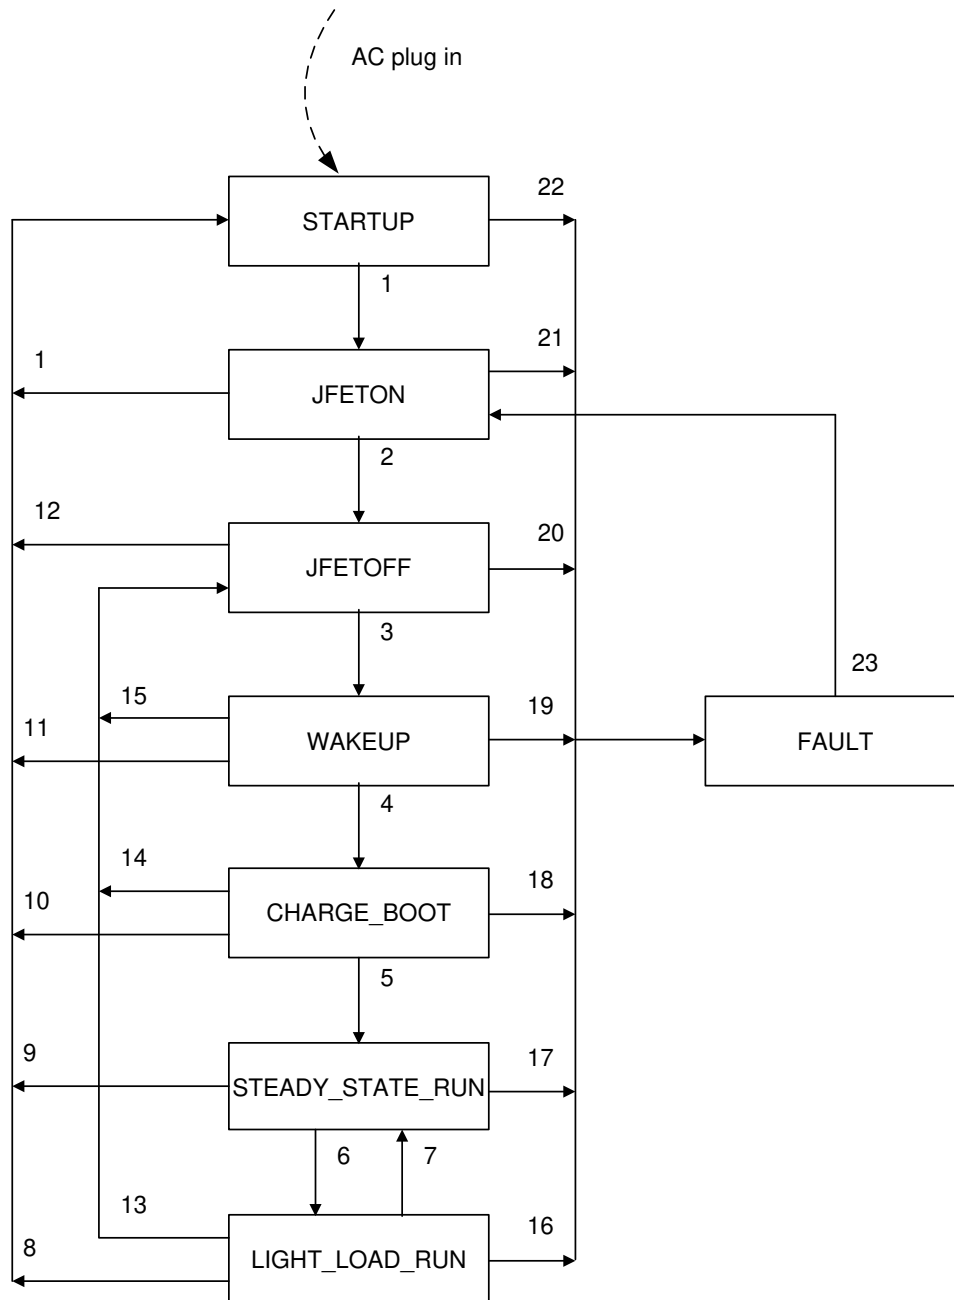 AC plug in
22
STARTUP
1
21
1
JFETON
2
12
20
JFETOFF
3
23
15
19
11
WAKEUP
FAULT
4
14
18
10
CHARGE_BOOT
5
9
17
STEADY_STATE_RUN
6
7
13
16
8
LIGHT_LOAD_RUN